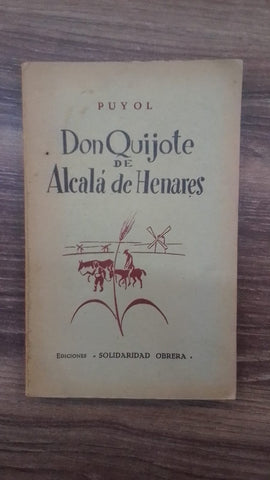 PUYOL
Don Quijote
DE
Alcalá de Henares
EDICIONES "SOLIDARIDAD OBRERA"